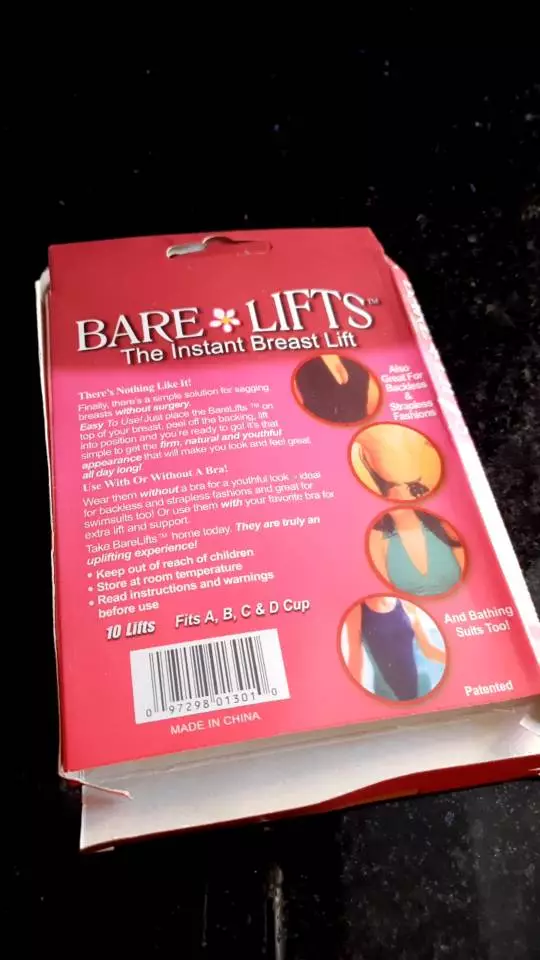 BARE LIFTS™
The Instant Breast Lift
There's Nothing Like It!
Finally, there's a simple solution for sagging
breasts without surgery.
Easy To Use! Just place the BareLifts™ on
top of your breast, peel off the backing, lift
into position and you're ready to go! It's that
simple to get the firm, natural and youthful
appearance that will make you look and feel great
all day long!
Use With Or Without A Bra!
Wear them without a bra for a youthful look - ideal
for backless and strapless fashions and great for
swimsuits too! Or use them with your favorite bra for
extra lift and support.
Take BareLifts™ home today. They are truly an
uplifting experience!
• Keep out of reach of children
• Store at room temperature
• Read instructions and warnings
before use
10 Lifts Fits A, B, C & D Cup
0 97298 01301 0
MADE IN CHINA
Also
Great For
Backless
&
Strapless
Fashions
And Bathing
Suits Too!
Patented